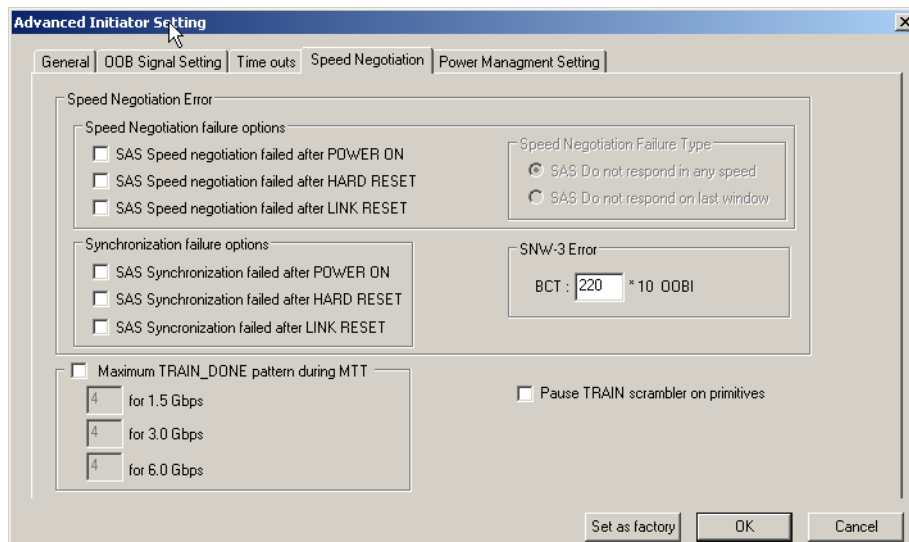 Advanced Initiator Setting
General
OOB Signal Setting
Time outs
Speed Negotiation
Power Managment Setting
Speed Negotiation Error
Speed Negotiation failure options
SAS Speed negotiation failed after POWER ON
SAS Speed negotiation failed after HARD RESET
SAS Speed negotiation failed after LINK RESET
Speed Negotiation Failure Type
SAS Do not respond in any speed
SAS Do not respond on last window
Synchronization failure options
SAS Synchronization failed after POWER ON
SAS Synchronization failed after HARD RESET
SAS Syncronization failed after LINK RESET
SNW-3 Error
BCT : 220 * 10 OOBI
Maximum TRAIN_DONE pattern during MTT
4 for 1.5 Gbps
4 for 3.0 Gbps
4 for 6.0 Gbps
Pause TRAIN scrambler on primitives
Set as factory
OK
Cancel